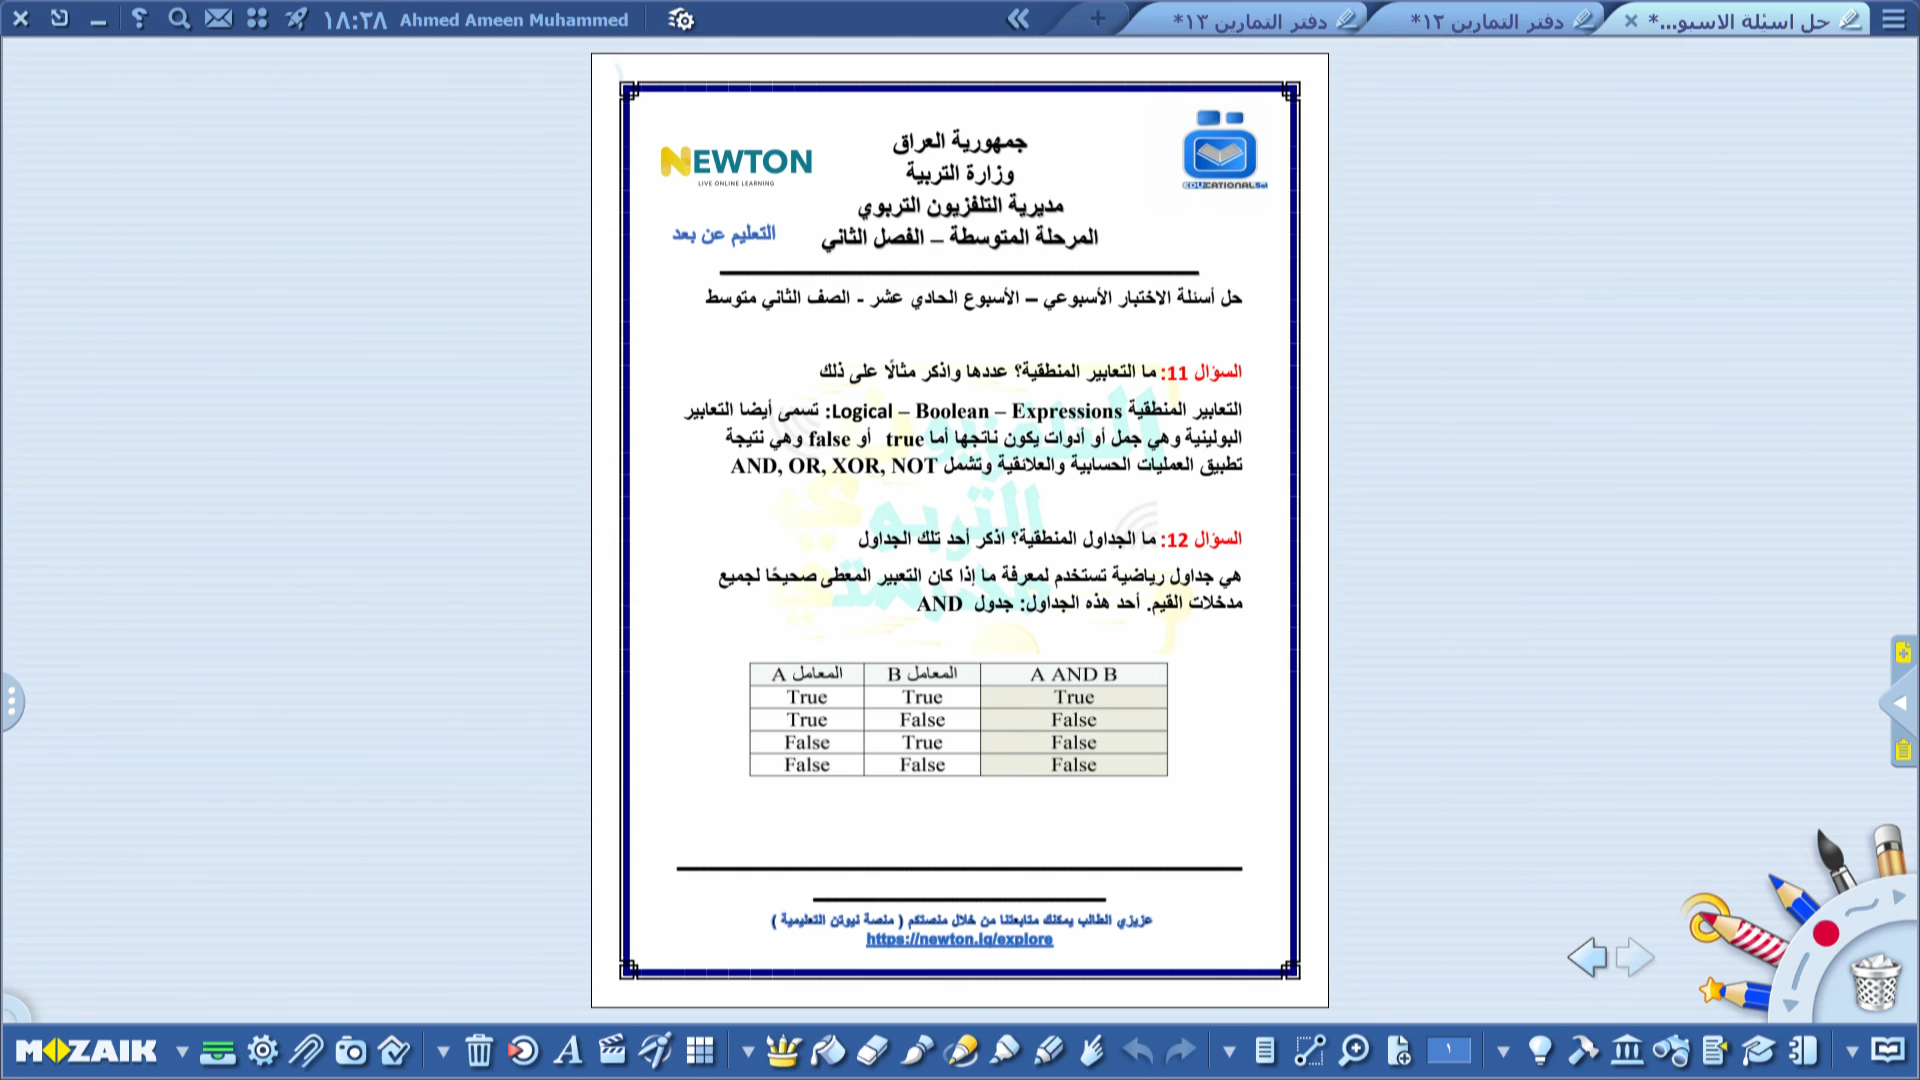 ١٨:٢٨ Ahmed Ameen Muhammed
دفتر التمارين ١٣*
دفتر التمارين ١٢*
حل اسئلة الاسبو...*
NEWTON
LIVE ONLINE LEARNING
التعليم عن بعد
جمهورية العراق
وزارة التربية
مديرية التلفزيون التربوي
المرحلة المتوسطة – الفصل الثاني
EDUCATIONALSat
حل أسئلة الاختبار الأسبوعي – الأسبوع الحادي عشر - الصف الثاني متوسط
السؤال 11: ما التعابير المنطقية؟ عددها واذكر مثالًا على ذلك
التعابير المنطقية Logical – Boolean – Expressions: تسمى أيضا التعابير
البولينية وهي جمل أو أدوات يكون ناتجها أما true أو false وهي نتيجة
تطبيق العمليات الحسابية والعلائقية وتشمل AND, OR, XOR, NOT
السؤال 12: ما الجداول المنطقية؟ اذكر أحد تلك الجداول
هي جداول رياضية تستخدم لمعرفة ما إذا كان التعبير المعطى صحيحًا لجميع
مدخلات القيم. أحد هذه الجداول: جدول AND
المعامل A المعامل B A AND B
True True True
True False False
False True False
False False False
عزيزي الطالب يمكنك متابعتنا من خلال منصتكم ( منصة نيوتن التعليمية )
https://newton.iq/explore
MOZAIK
١